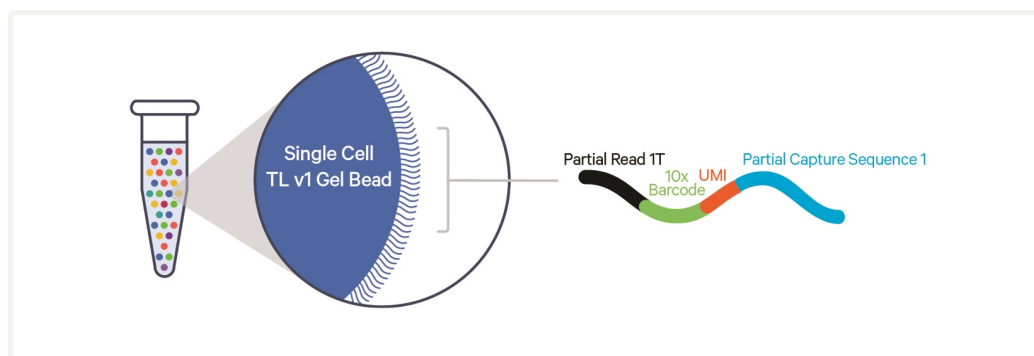 Single Cell
TL v1 Gel Bead
Partial Read 1T
10x
Barcode
UMI
Partial Capture Sequence 1